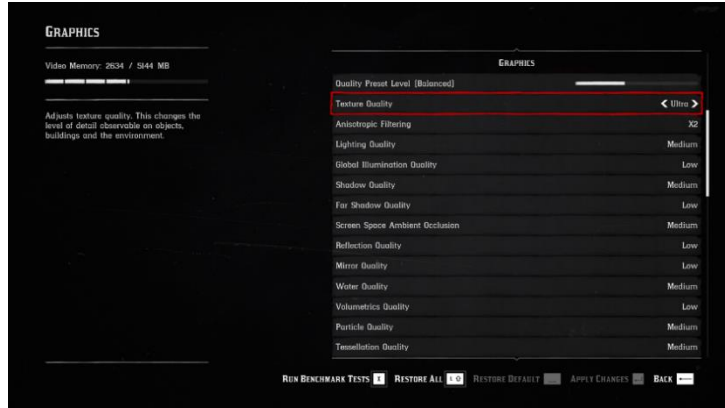 GRAPHICS
Video Memory: 2634 / 5144 MB
Adjusts texture quality. This changes the
level of detail observable on objects,
buildings and the environment.
GRAPHICS
Quality Preset Level [Balanced]
Texture Quality < Ultra >
Anisotropic Filtering X2
Lighting Quality Medium
Global Illumination Quality Low
Shadow Quality Medium
Far Shadow Quality Low
Screen Space Ambient Occlusion Medium
Reflection Quality Low
Mirror Quality Low
Water Quality Medium
Volumetrics Quality Low
Particle Quality Medium
Tessellation Quality Medium
RUN BENCHMARK TESTS X RESTORE ALL RESTORE DEFAULT APPLY CHANGES BACK